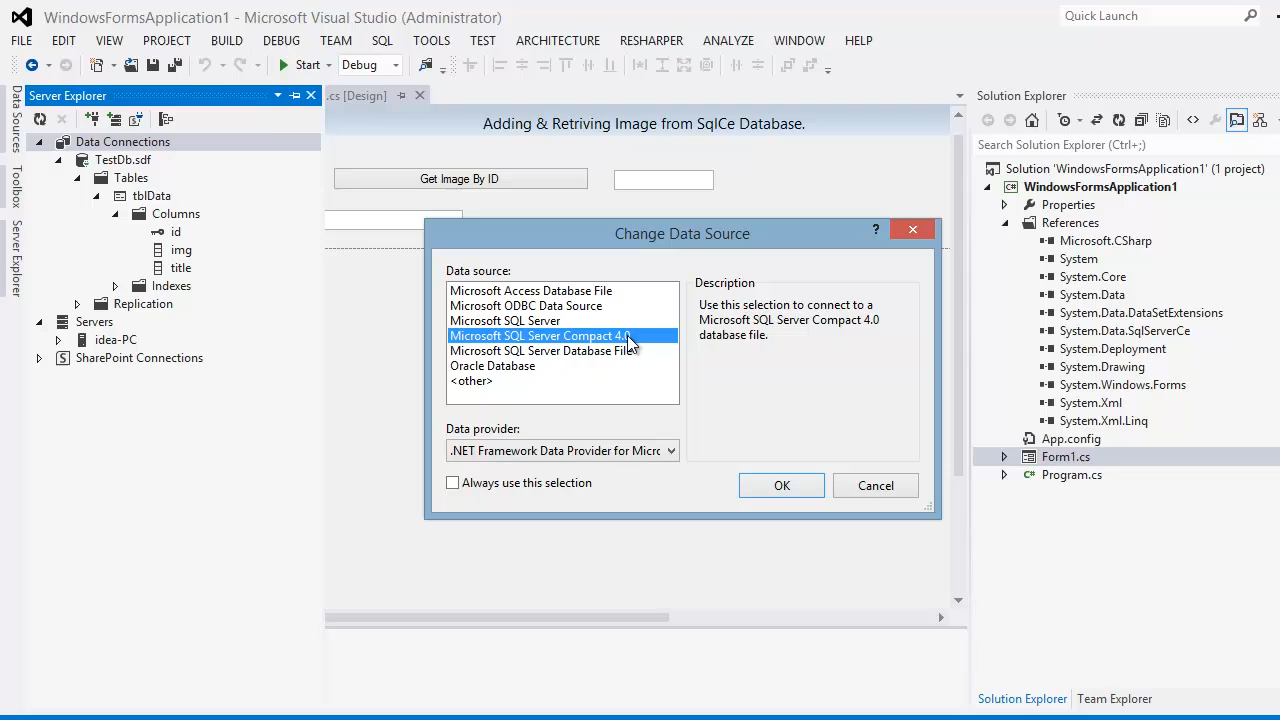 WindowsFormsApplication1 - Microsoft Visual Studio (Administrator)
Quick Launch
FILE EDIT VIEW PROJECT BUILD DEBUG TEAM SQL TOOLS TEST ARCHITECTURE RESHARPER ANALYZE WINDOW HELP
Start Debug
Data Sources
Toolbox
Server Explorer
Server Explorer
Data Connections
TestDb.sdf
Tables
tblData
Columns
id
img
title
Indexes
Replication
Servers
idea-PC
SharePoint Connections
.cs [Design]
Adding & Retriving Image from SqlCe Database.
Get Image By ID
Change Data Source
?
Data source:
Microsoft Access Database File
Microsoft ODBC Data Source
Microsoft SQL Server
Microsoft SQL Server Compact 4.0
Microsoft SQL Server Database File
Oracle Database
<other>
Description
Use this selection to connect to a
Microsoft SQL Server Compact 4.0
database file.
Data provider:
.NET Framework Data Provider for Micrc
Always use this selection
OK
Cancel
Solution Explorer
Search Solution Explorer (Ctrl+;)
Solution 'WindowsFormsApplication1' (1 project)
WindowsFormsApplication1
Properties
References
Microsoft.CSharp
System
System.Core
System.Data
System.Data.DataSetExtensions
System.Data.SqlServerCe
System.Deployment
System.Drawing
System.Windows.Forms
System.Xml
System.Xml.Linq
App.config
Form1.cs
Program.cs
Solution Explorer Team Explorer